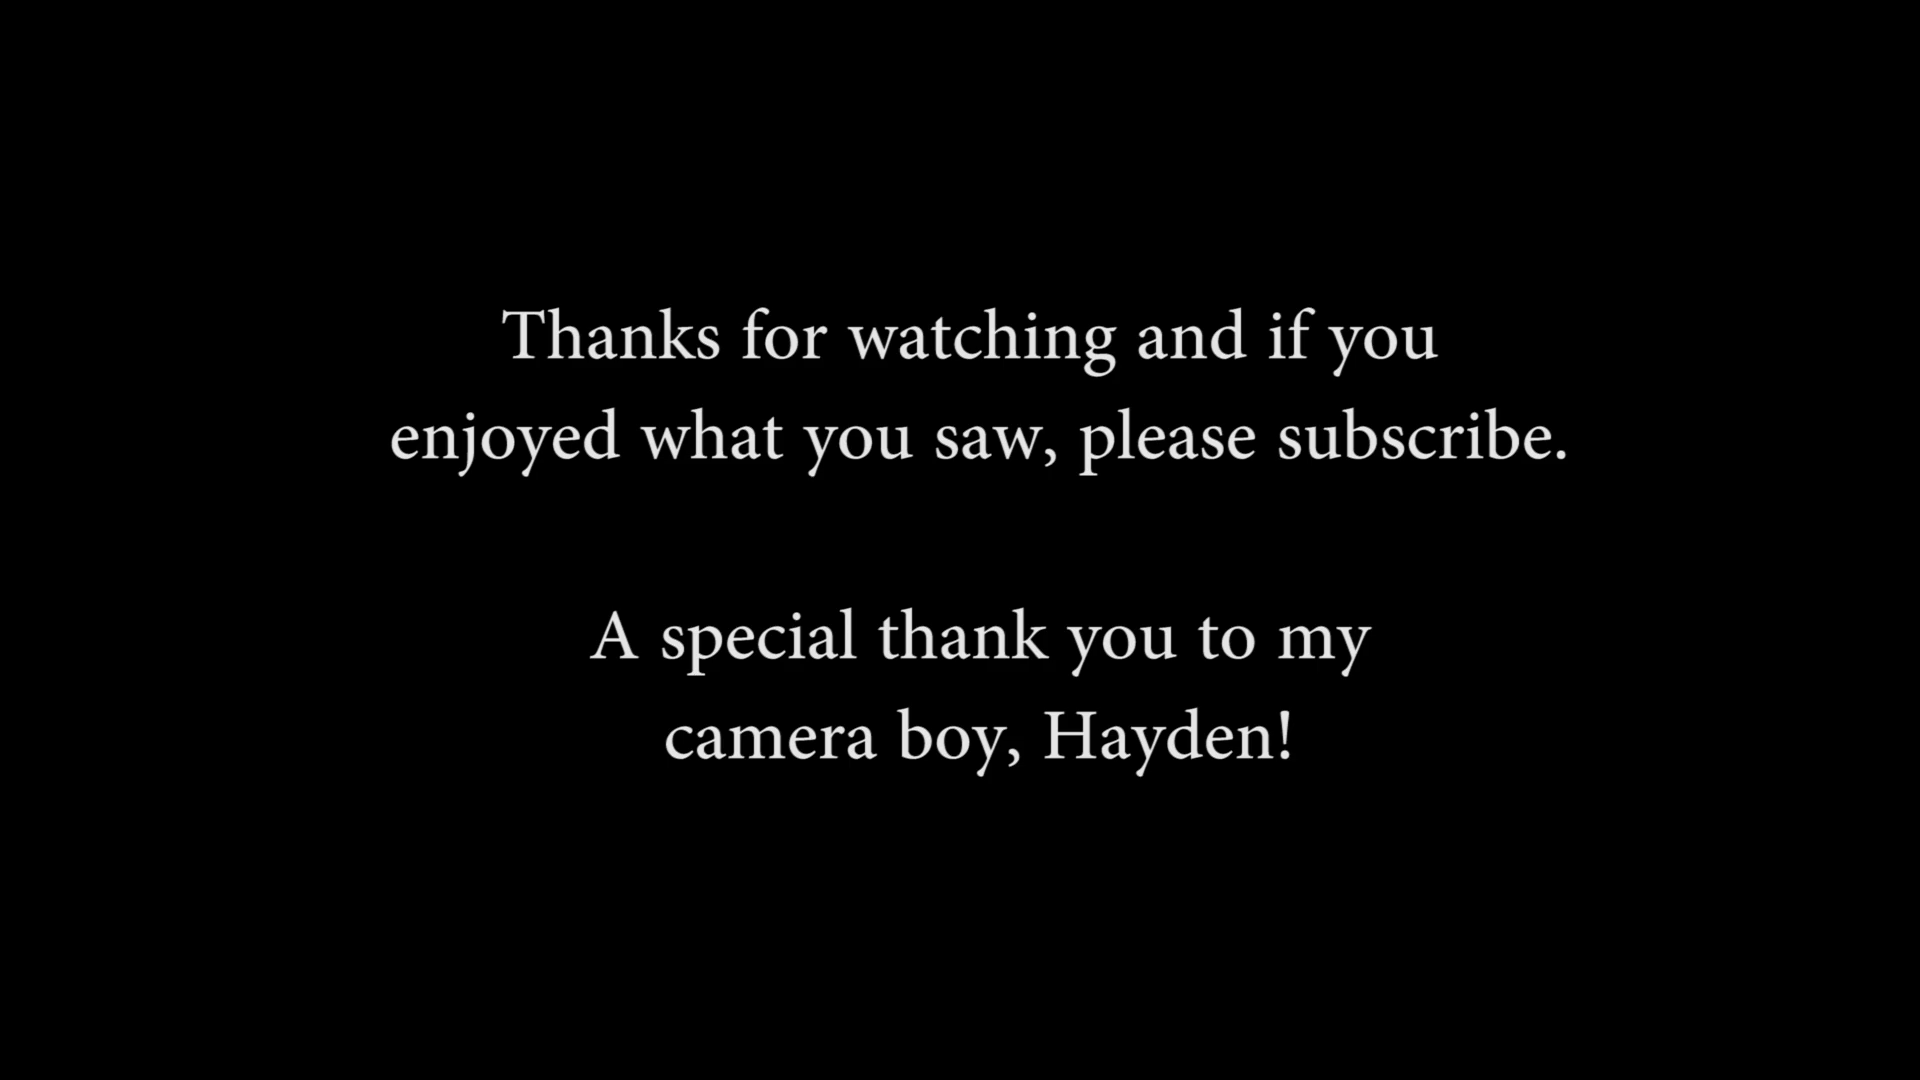 Thanks for watching and if you
enjoyed what you saw, please subscribe.
A special thank you to my
camera boy, Hayden!